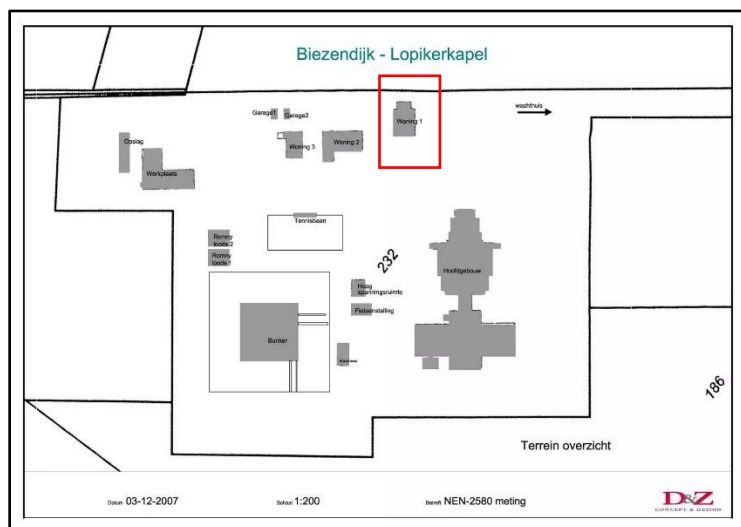 Biezendijk - Lopikerkapel
Garage1
Garage2
Woning 1
wachthuis
Opslag
Woning 3
Woning 2
Werkplaats
Tennisbaan
Romny
loods 2
Romny
loods 1
232
Hoog
spanningsruimte
Hoofdgebouw
Fietsenstalling
Bunker
186
Terrein overzicht
Datum 03-12-2007
Schaal 1:200
Betreft NEN-2580 meting
D&Z
CONCEPT & DESIGN